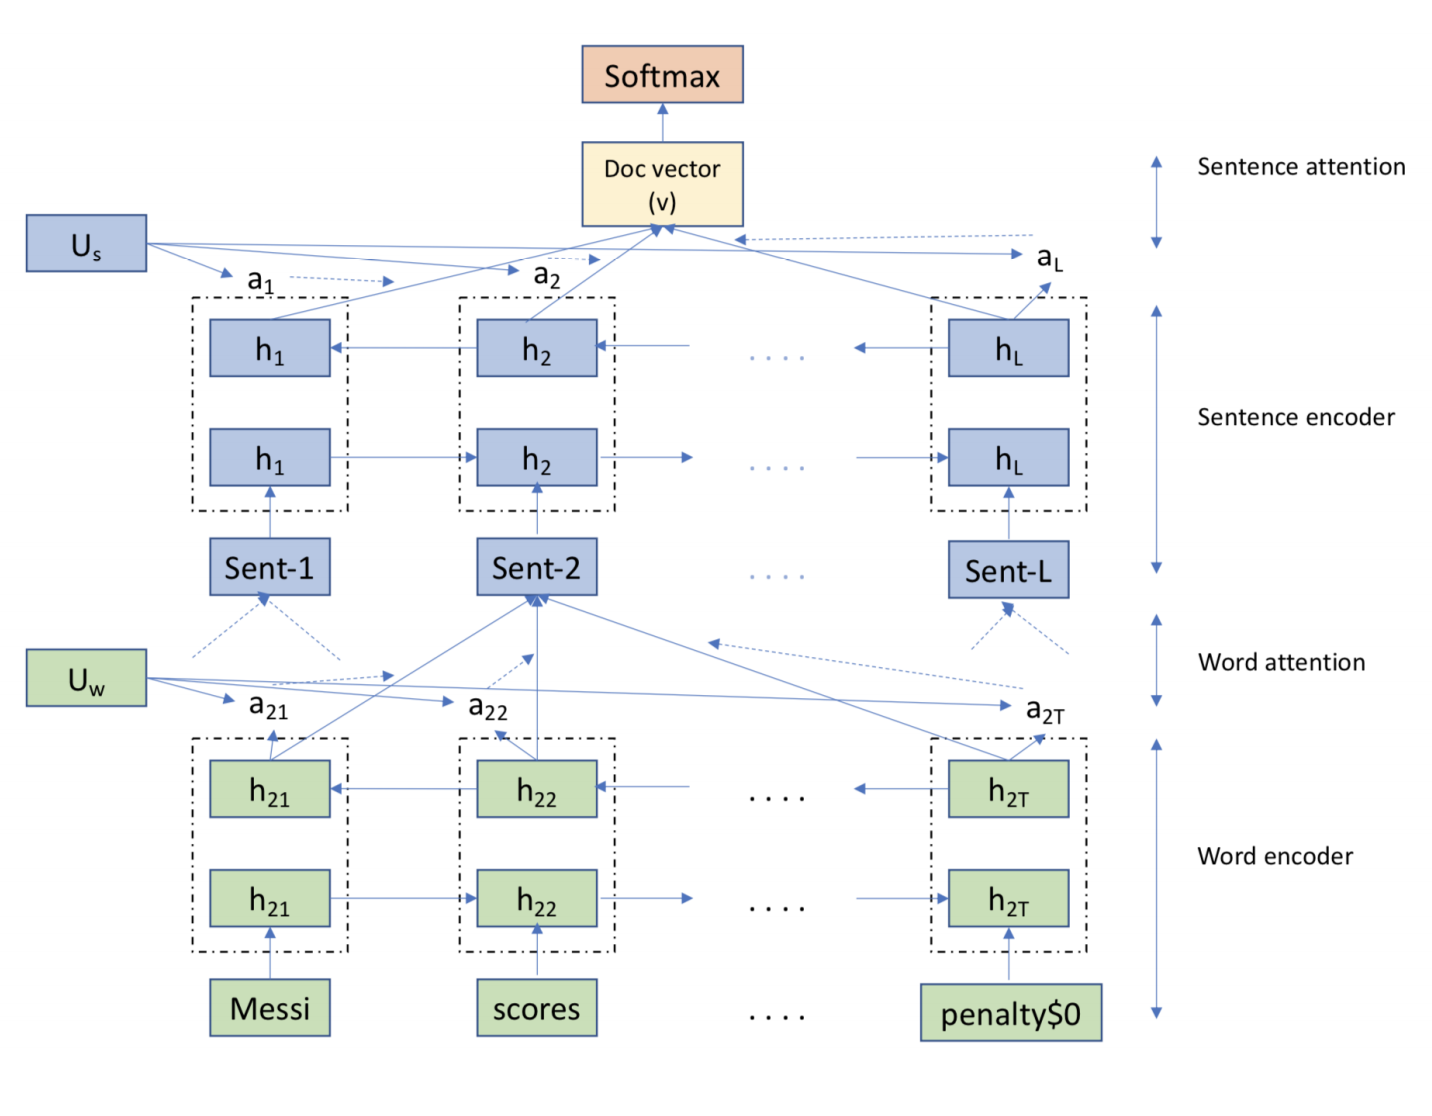 Softmax
Doc vector
(v)
Sentence attention
Us
a1
a2
aL
h1
h2
. . . .
hL
Sentence encoder
h1
h2
. . . .
hL
Sent-1
Sent-2
. . . .
Sent-L
Uw
Word attention
a21
a22
a2T
h21
h22
. . . .
h2T
Word encoder
h21
h22
. . . .
h2T
Messi
scores
. . . .
penalty$0